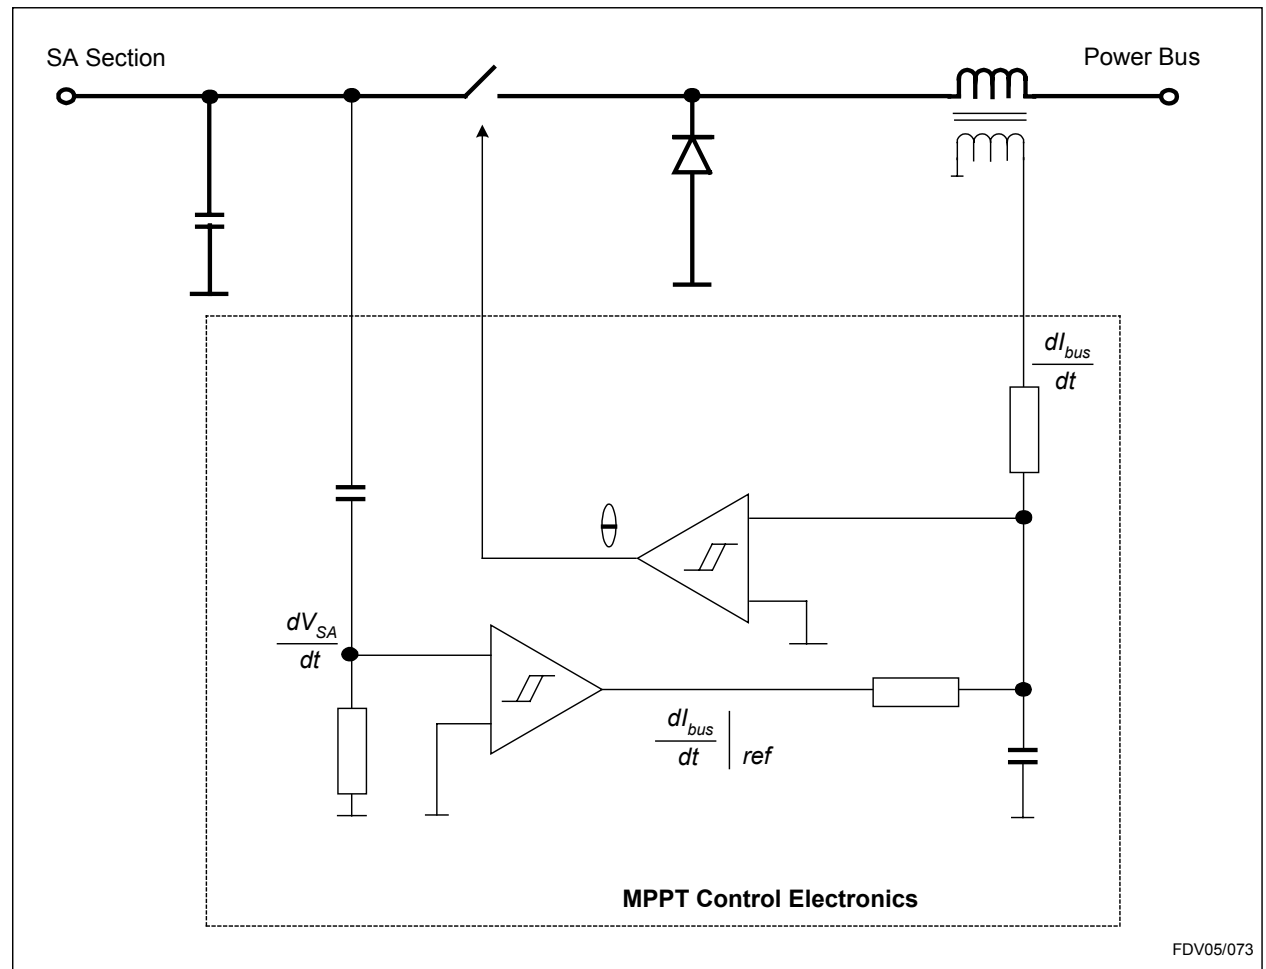 SA Section
Power Bus
dI_bus
dt
dV_SA
dt
dI_bus
dt | ref
MPPT Control Electronics
FDV05/073